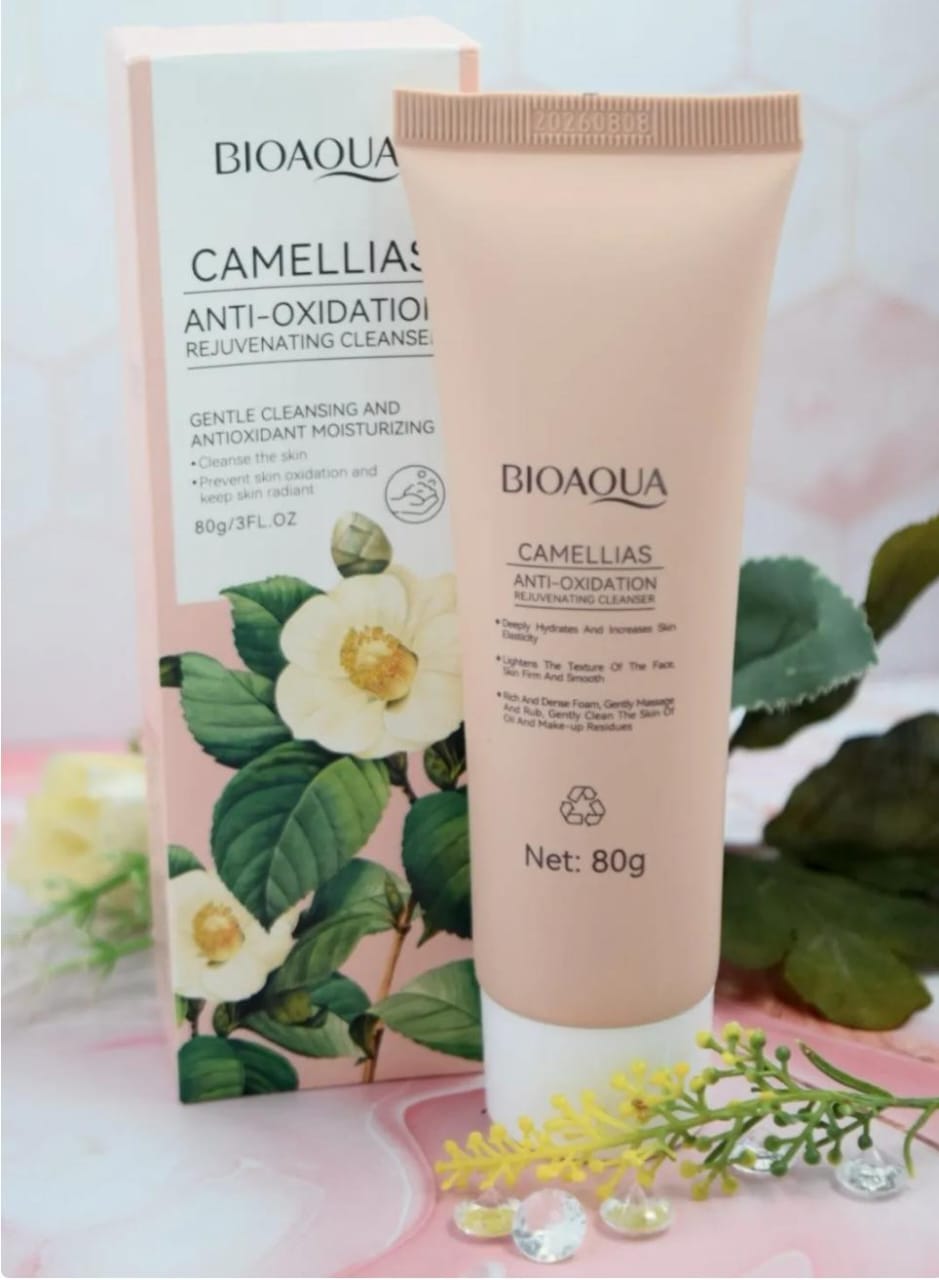 BIOAQUA
CAMELLIAS
ANTI-OXIDATIO
REJUVENATING CLEANSE
GENTLE CLEANSING AND
ANTIOXIDANT MOISTURIZING
•Cleanse the skin
•Prevent skin oxidation and
keep skin radiant
80g/3FL.OZ
20260808
BIOAQUA
CAMELLIAS
ANTI-OXIDATION
REJUVENATING CLEANSER
•Deeply Hydrates And Increases Skin
Elasticity
•Lightens The Texture Of The Face,
Skin Firm And Smooth
•Rich And Dense Foam, Gently Massage
And Rub, Gently Clean The Skin Of
Oil And Make-up Residues
Net: 80g